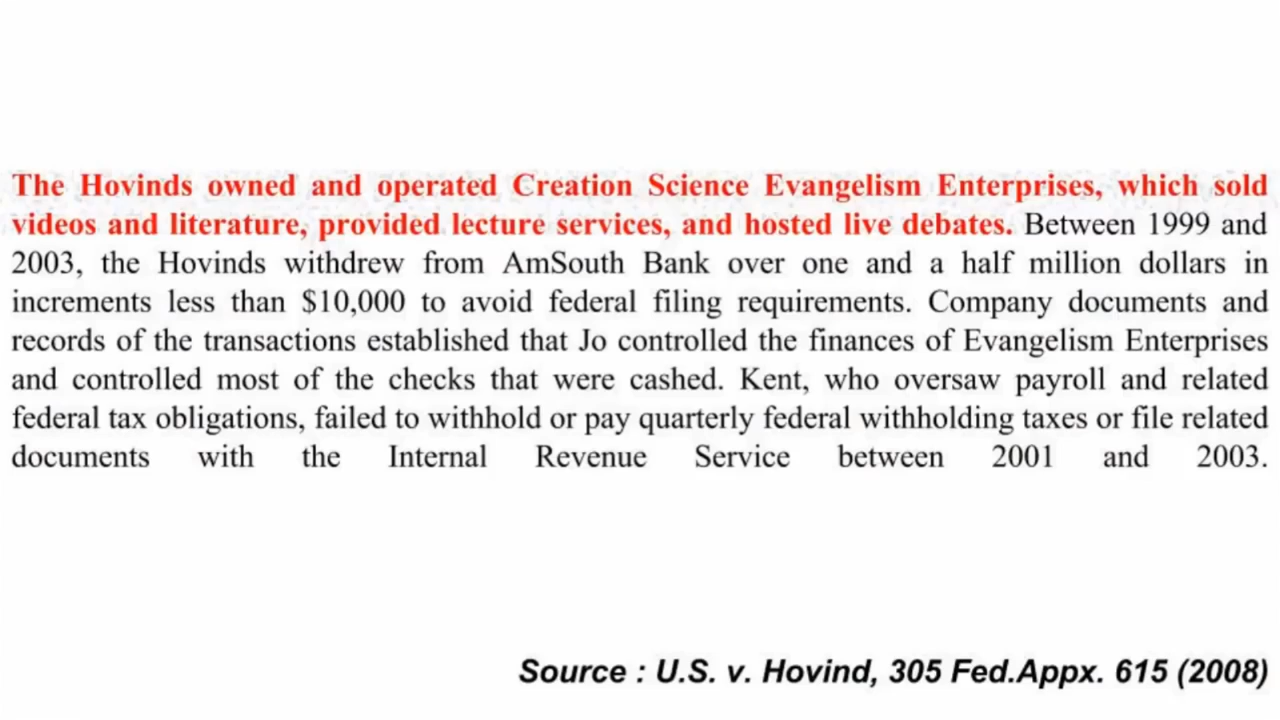 The Hovinds owned and operated Creation Science Evangelism Enterprises, which sold
videos and literature, provided lecture services, and hosted live debates. Between 1999 and
2003, the Hovinds withdrew from AmSouth Bank over one and a half million dollars in
increments less than $10,000 to avoid federal filing requirements. Company documents and
records of the transactions established that Jo controlled the finances of Evangelism Enterprises
and controlled most of the checks that were cashed. Kent, who oversaw payroll and related
federal tax obligations, failed to withhold or pay quarterly federal withholding taxes or file related
documents with the Internal Revenue Service between 2001 and 2003.
Source : U.S. v. Hovind, 305 Fed.Appx. 615 (2008)